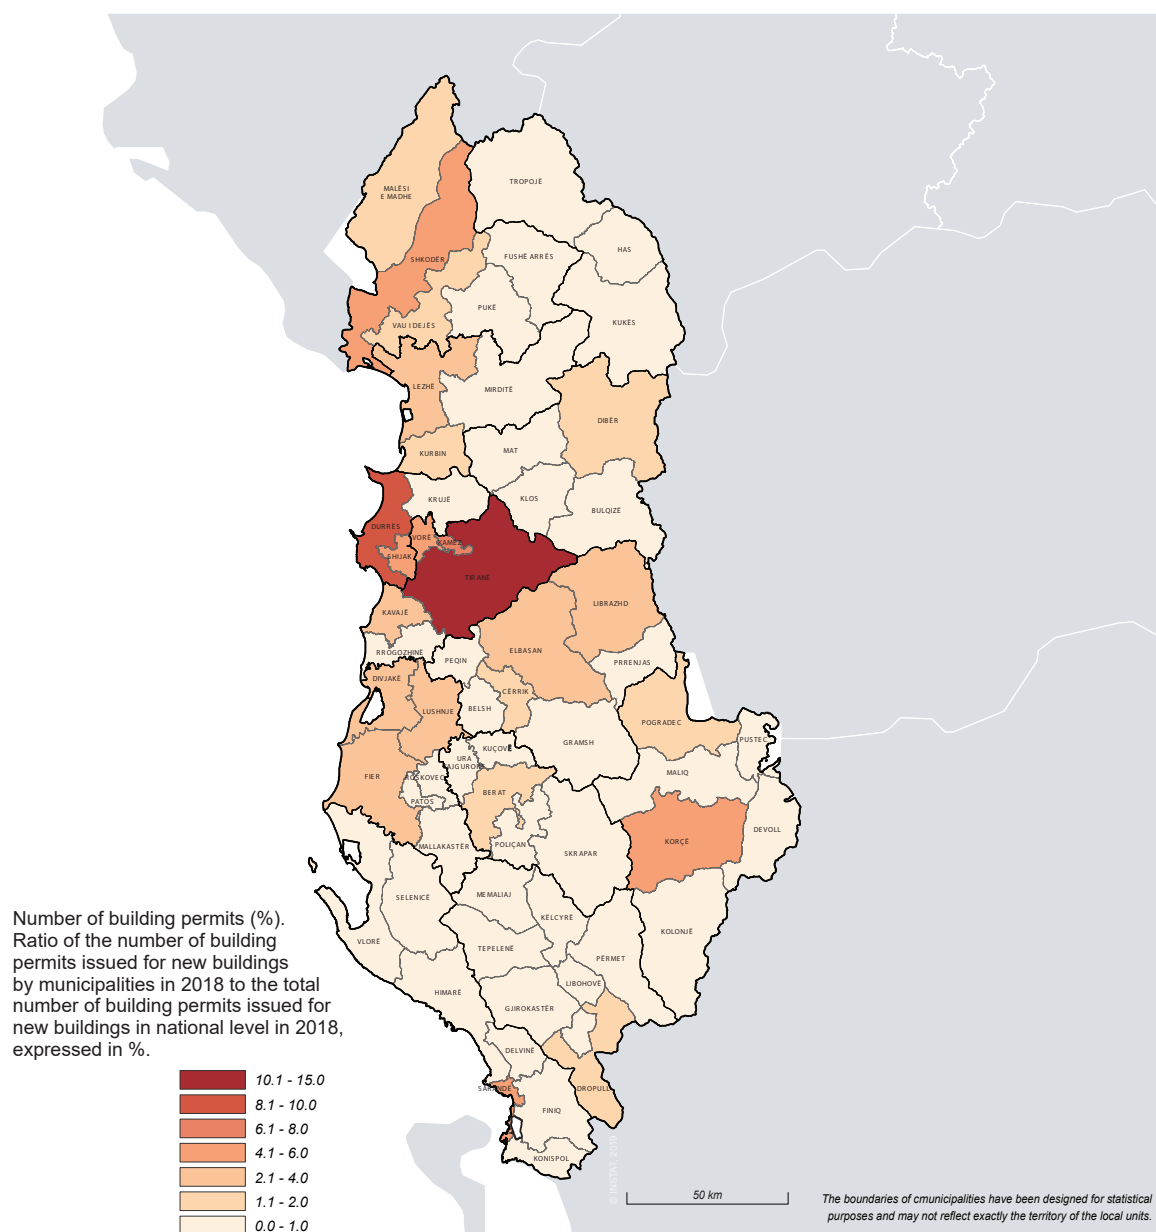 TROPOJË
MALËSI
E MADHE
HAS
FUSHË ARRËS
SHKODËR
PUKË
KUKËS
VAU I DEJËS
LEZHË
MIRDITË
DIBËR
KURBIN
MAT
KRUJË
KLOS
BULQIZË
DURRËS
VORË
KAMËZ
SHIJAK
TIRANË
LIBRAZHD
KAVAJË
RROGOZHINË
ELBASAN
PEQIN
PRRENJAS
DIVJAKË
CËRRIK
BELSH
LUSHNJE
POGRADEC
PUSTEC
GRAMSH
KUÇOVË
URA
VAJGURORE
MALIQ
FIER
ROSKOVEC
BERAT
PATOS
DEVOLL
KORÇË
MALLAKASTËR
POLIÇAN
SKRAPAR
SELENICË
MEMALIAJ
KËLCYRË
KOLONJË
VLORË
TEPELENË
PËRMET
LIBOHOVË
HIMARË
GJIROKASTËR
DELVINË
SARANDË
DROPULL
FINIQ
KONISPOL
Number of building permits (%).
Ratio of the number of building
permits issued for new buildings
by municipalities in 2018 to the total
number of building permits issued for
new buildings in national level in 2018,
expressed in %.
10.1 - 15.0
8.1 - 10.0
6.1 - 8.0
4.1 - 6.0
2.1 - 4.0
1.1 - 2.0
0.0 - 1.0
© INSTAT 2019
50 km
The boundaries of cmunicipalities have been designed for statistical
purposes and may not reflect exactly the territory of the local units.